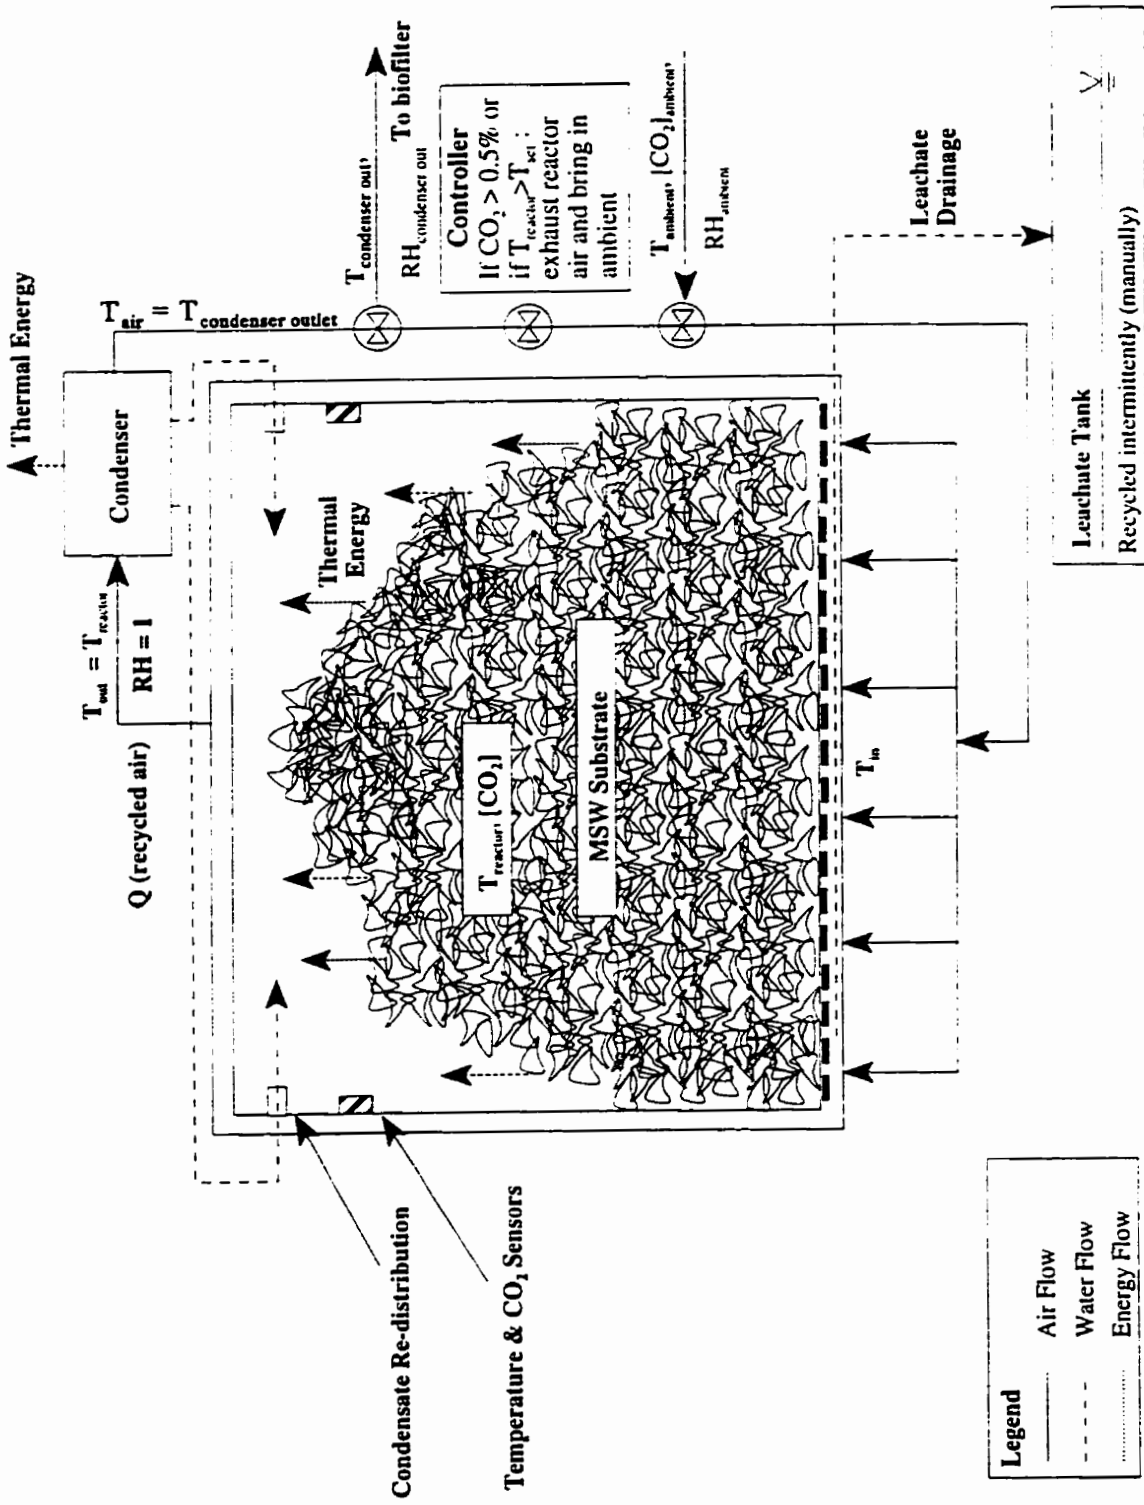 Thermal Energy
Condenser
T_out = T_reactor
RH = 1
Q (recycled air)
T_air = T_condenser outlet
T_condenser out,
RH_condenser out
To biofilter
Controller
If CO₂ > 0.5% or
if T_reactor>T_set :
exhaust reactor
air and bring in
ambient
T_ambient, [CO₂]_ambient,
RH_ambient
Thermal
Energy
T_reactor, [CO₂]
MSW Substrate
T_in
Condensate Re-distribution
Temperature & CO₂ Sensors
Leachate
Drainage
Leachate Tank
Recycled intermittently (manually)
Legend
Air Flow
Water Flow
Energy Flow